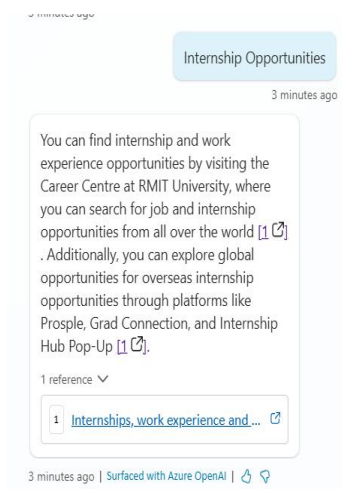 3 minutes ago
Internship Opportunities
3 minutes ago
You can find internship and work
experience opportunities by visiting the
Career Centre at RMIT University, where
you can search for job and internship
opportunities from all over the world [1]
. Additionally, you can explore global
opportunities for overseas internship
opportunities through platforms like
Prosple, Grad Connection, and Internship
Hub Pop-Up [1].
1 reference
1 Internships, work experience and ...
3 minutes ago | Surfaced with Azure OpenAI |